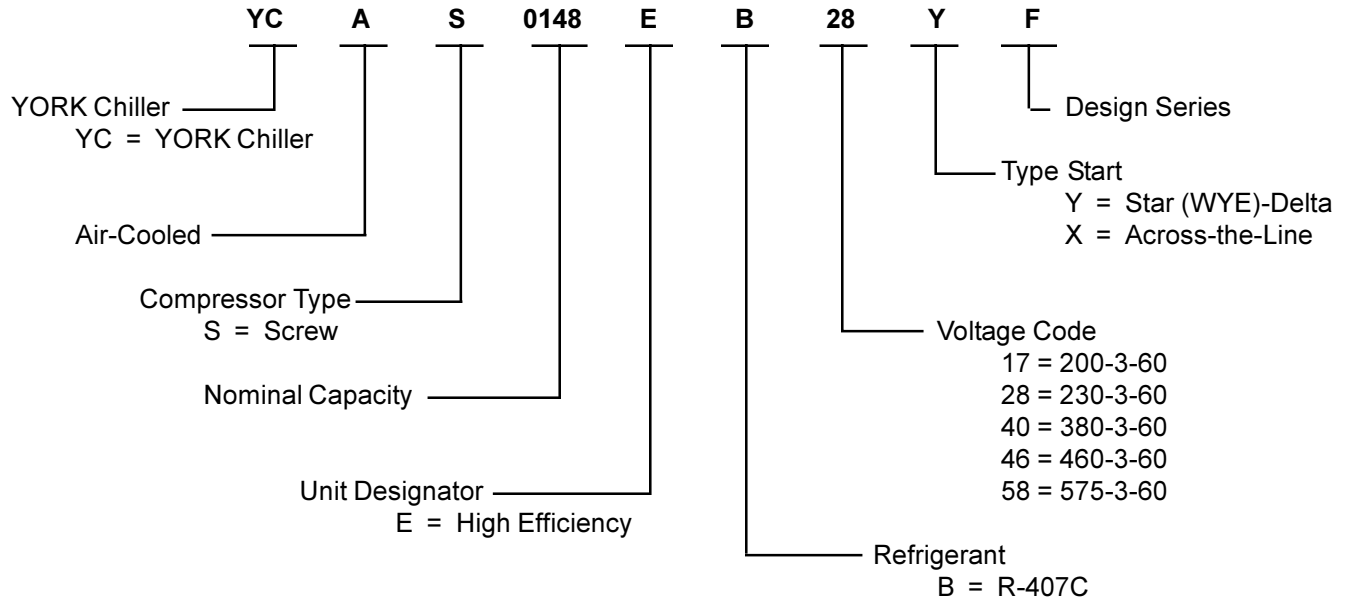 YC A S 0148 E B 28 Y F
YORK Chiller
YC = YORK Chiller
Air-Cooled
Compressor Type
S = Screw
Nominal Capacity
Unit Designator
E = High Efficiency
Design Series
Type Start
Y = Star (WYE)-Delta
X = Across-the-Line
Voltage Code
17 = 200-3-60
28 = 230-3-60
40 = 380-3-60
46 = 460-3-60
58 = 575-3-60
Refrigerant
B = R-407C